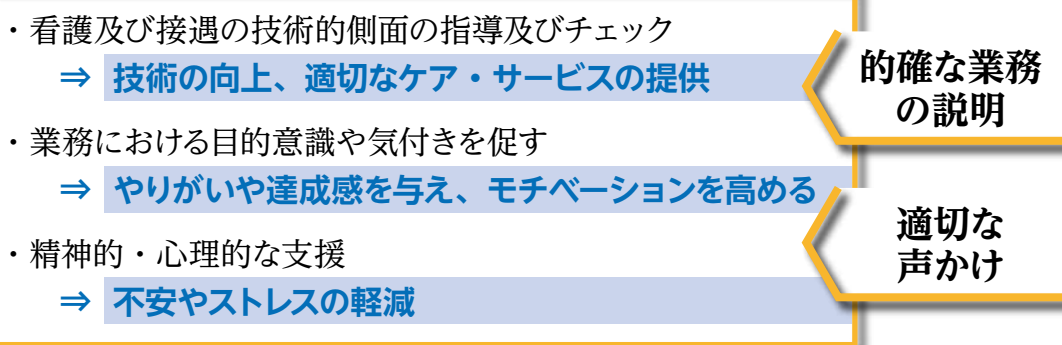 ・看護及び接遇の技術的側面の指導及びチェック
⇒ 技術の向上、適切なケア・サービスの提供
・業務における目的意識や気付きを促す
⇒ やりがいや達成感を与え、モチベーションを高める
・精神的・心理的な支援
⇒ 不安やストレスの軽減
的確な業務
の説明
適切な
声かけ